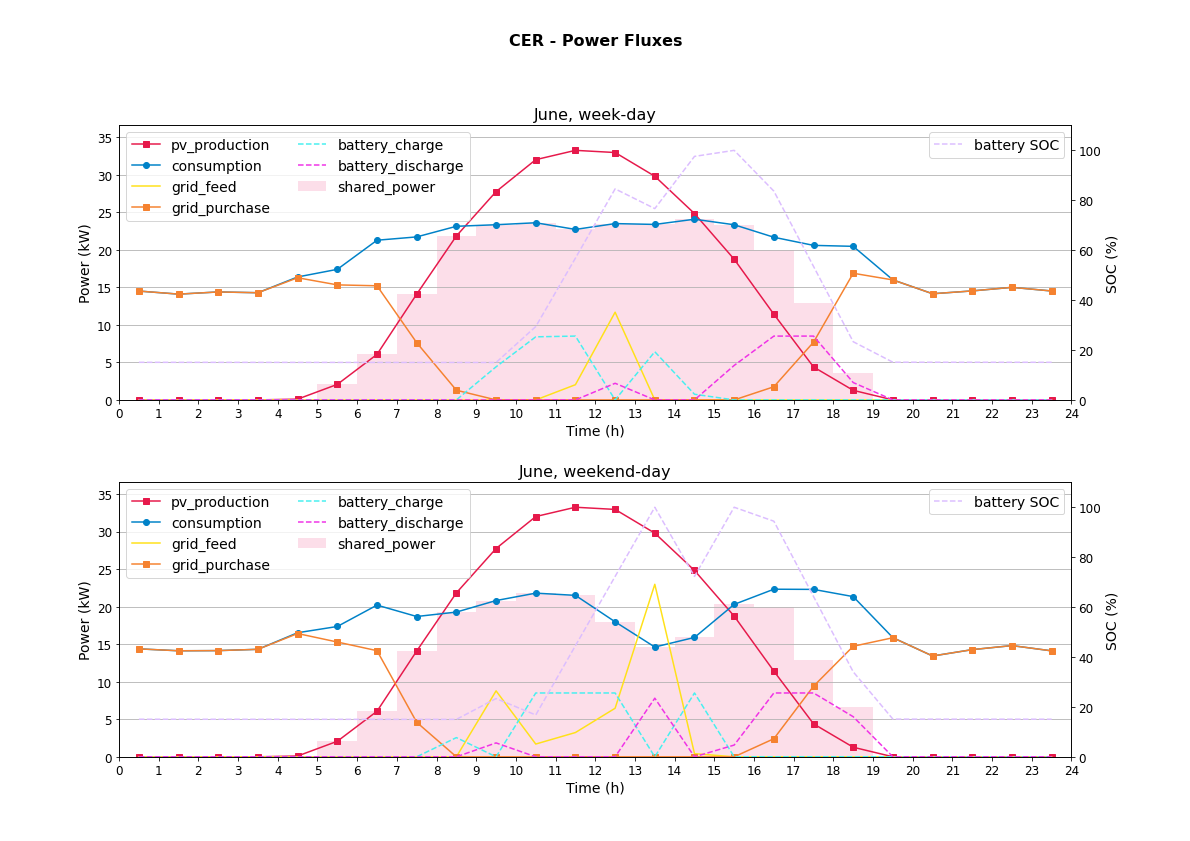 CER - Power Fluxes
June, week-day
pv_production
consumption
grid_feed
grid_purchase
battery_charge
battery_discharge
shared_power
battery SOC
Power (kW)
35
30
25
20
15
10
5
0
100
80
60
40
20
0
SOC (%)
0 1 2 3 4 5 6 7 8 9 10 11 12 13 14 15 16 17 18 19 20 21 22 23 24
Time (h)
June, weekend-day
pv_production
consumption
grid_feed
grid_purchase
battery_charge
battery_discharge
shared_power
battery SOC
Power (kW)
35
30
25
20
15
10
5
0
100
80
60
40
20
0
SOC (%)
0 1 2 3 4 5 6 7 8 9 10 11 12 13 14 15 16 17 18 19 20 21 22 23 24
Time (h)